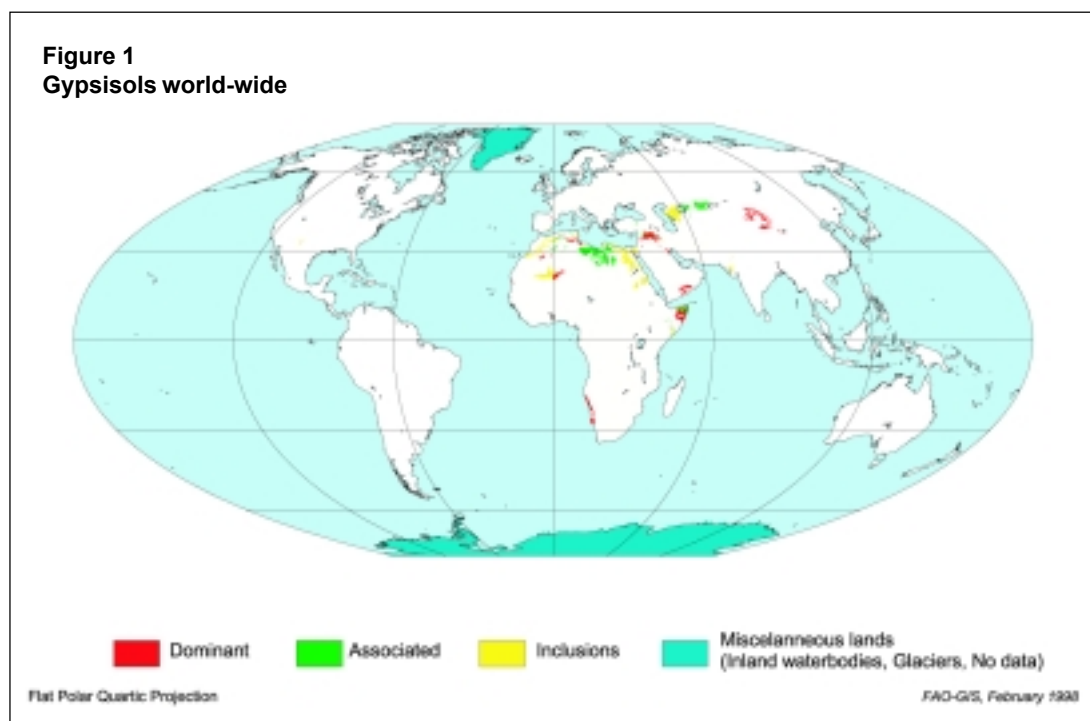 Figure 1
Gypsisols world-wide
Dominant
Associated
Inclusions
Miscelanneous lands
(Inland waterbodies, Glaciers, No data)
Flat Polar Quartic Projection
FAO-GIS, February 1998